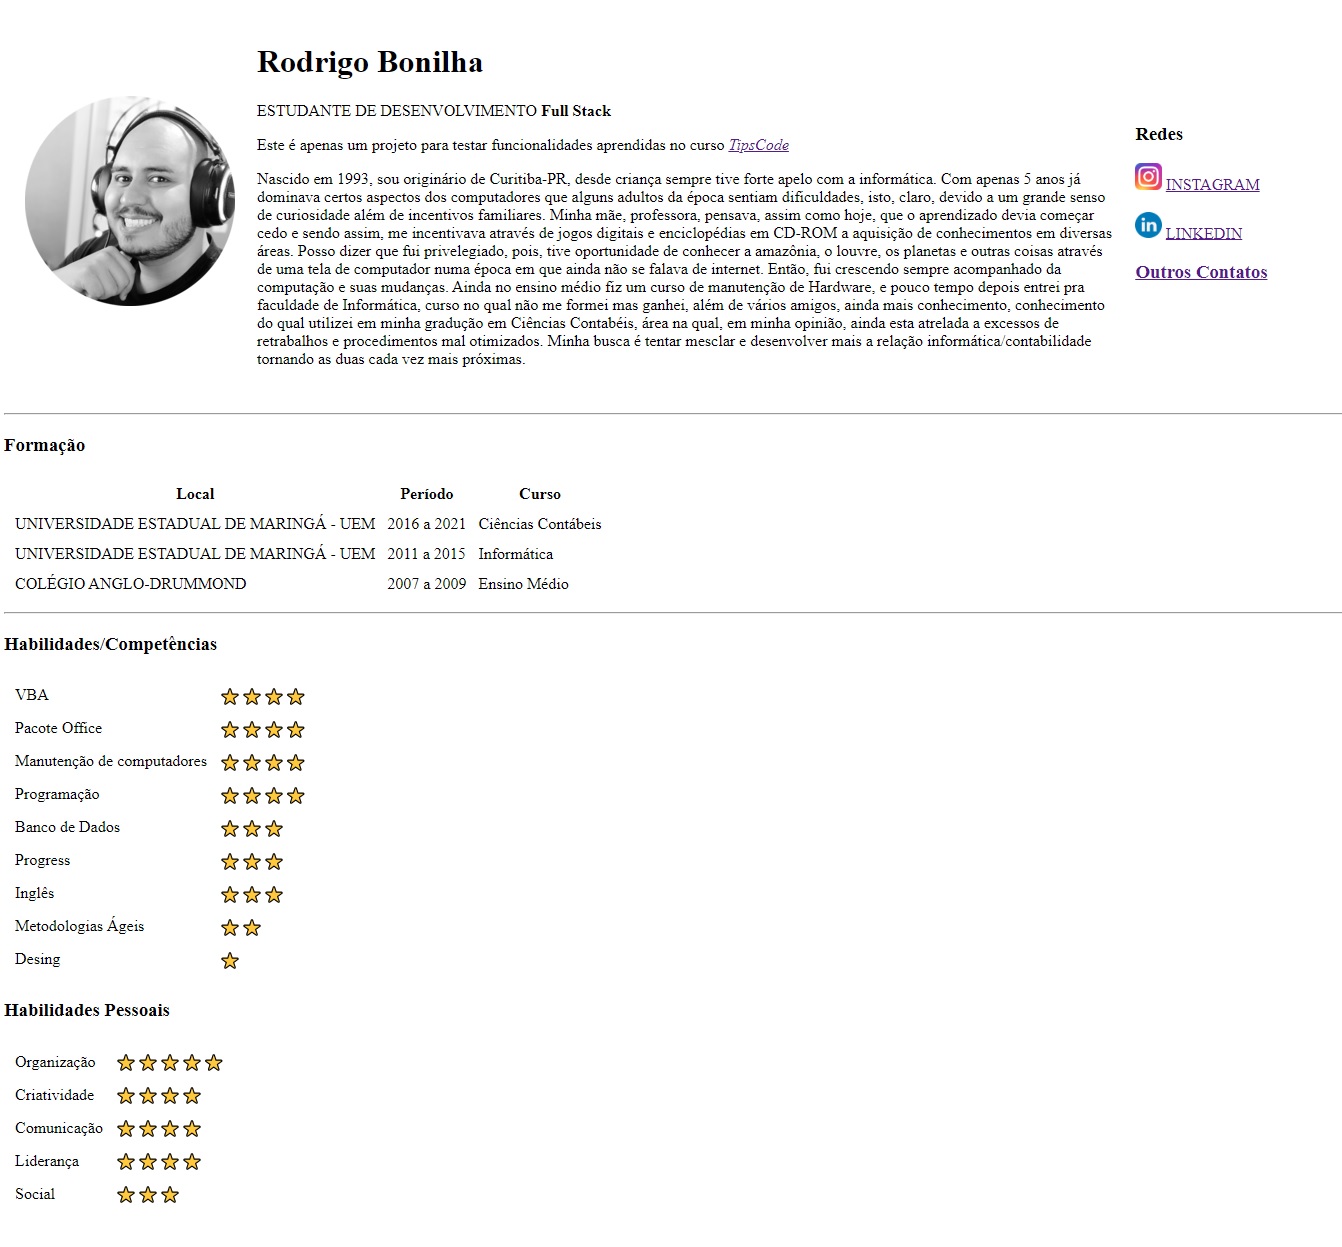 Rodrigo Bonilha
ESTUDANTE DE DESENVOLVIMENTO Full Stack
Este é apenas um projeto para testar funcionalidades aprendidas no curso TipsCode
Nascido em 1993, sou originário de Curitiba-PR, desde criança sempre tive forte apelo com a informática. Com apenas 5 anos já
dominava certos aspectos dos computadores que alguns adultos da época sentiam dificuldades, isto, claro, devido a um grande senso
de curiosidade além de incentivos familiares. Minha mãe, professora, pensava, assim como hoje, que o aprendizado devia começar
cedo e sendo assim, me incentivava através de jogos digitais e enciclopédias em CD-ROM a aquisição de conhecimentos em diversas
áreas. Posso dizer que fui privelegiado, pois, tive oportunidade de conhecer a amazônia, o louvre, os planetas e outras coisas através
de uma tela de computador numa época em que ainda não se falava de internet. Então, fui crescendo sempre acompanhado da
computação e suas mudanças. Ainda no ensino médio fiz um curso de manutenção de Hardware, e pouco tempo depois entrei pra
faculdade de Informática, curso no qual não me formei mas ganhei, além de vários amigos, ainda mais conhecimento, conhecimento
do qual utilizei em minha gradução em Ciências Contabéis, área na qual, em minha opinião, ainda esta atrelada a excessos de
retrabalhos e procedimentos mal otimizados. Minha busca é tentar mesclar e desenvolver mais a relação informática/contabilidade
tornando as duas cada vez mais próximas.
Redes
INSTAGRAM
in LINKEDIN
Outros Contatos
Formação
Local Período Curso
UNIVERSIDADE ESTADUAL DE MARINGÁ - UEM 2016 a 2021 Ciências Contábeis
UNIVERSIDADE ESTADUAL DE MARINGÁ - UEM 2011 a 2015 Informática
COLÉGIO ANGLO-DRUMMOND 2007 a 2009 Ensino Médio
Habilidades/Competências
VBA
Pacote Office
Manutenção de computadores
Programação
Banco de Dados
Progress
Inglês
Metodologias Ágeis
Desing
Habilidades Pessoais
Organização
Criatividade
Comunicação
Liderança
Social